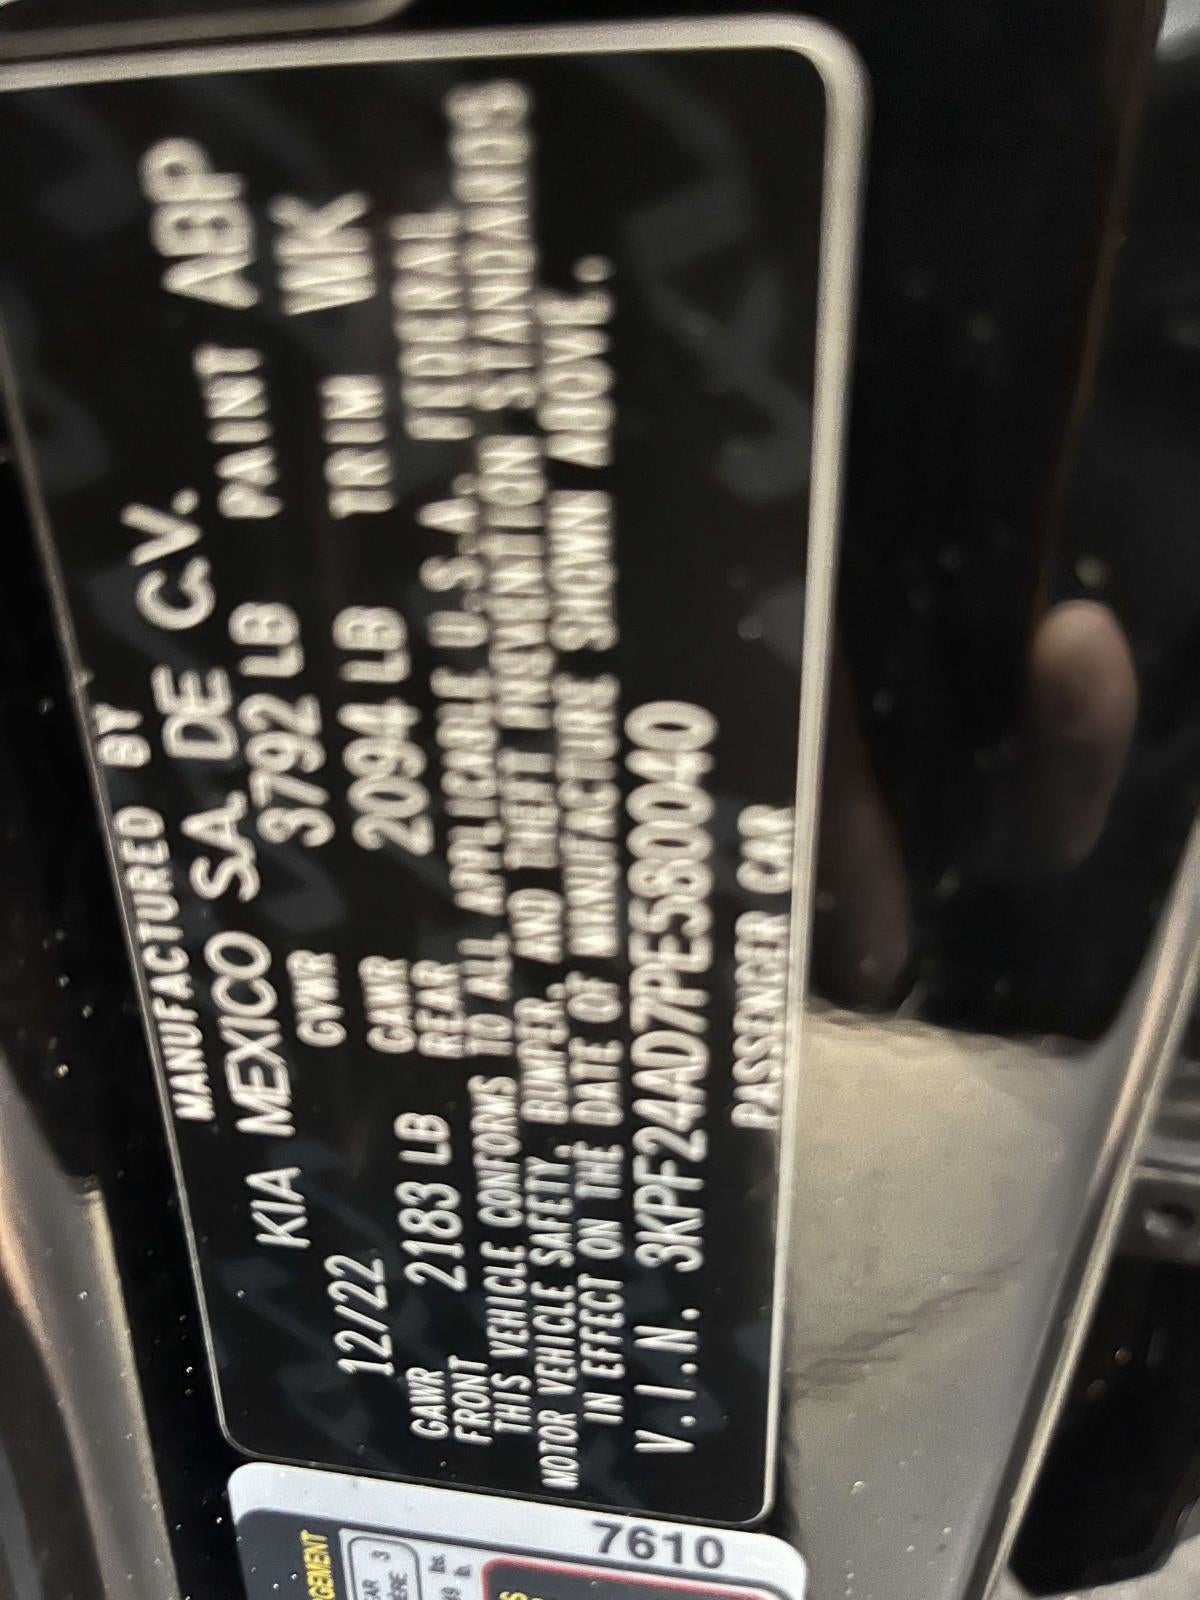 MANUFACTURED BY
KIA MEXICO S.A. DE C.V.
12/22 GVWR 3792 LB PAINT ABP
GAWR FRONT 2183 LB GAWR REAR 2094 LB TRIM WK
THIS VEHICLE CONFORMS TO ALL APPLICABLE U.S.A. FEDERAL
MOTOR VEHICLE SAFETY, BUMPER, AND THEFT PREVENTION STANDARDS
IN EFFECT ON THE DATE OF MANUFACTURE SHOWN ABOVE.
V.I.N. 3KPF24AD7PE580040
PASSENGER CAR
7610